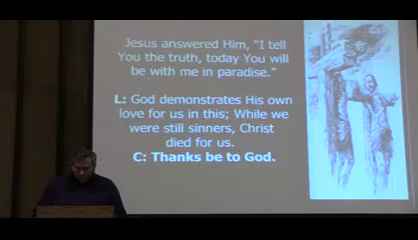 Jesus answered Him, "I tell
You the truth, today You will
be with me in paradise."
L: God demonstrates His own
love for us in this; While we
were still sinners, Christ
died for us.
C: Thanks be to God.